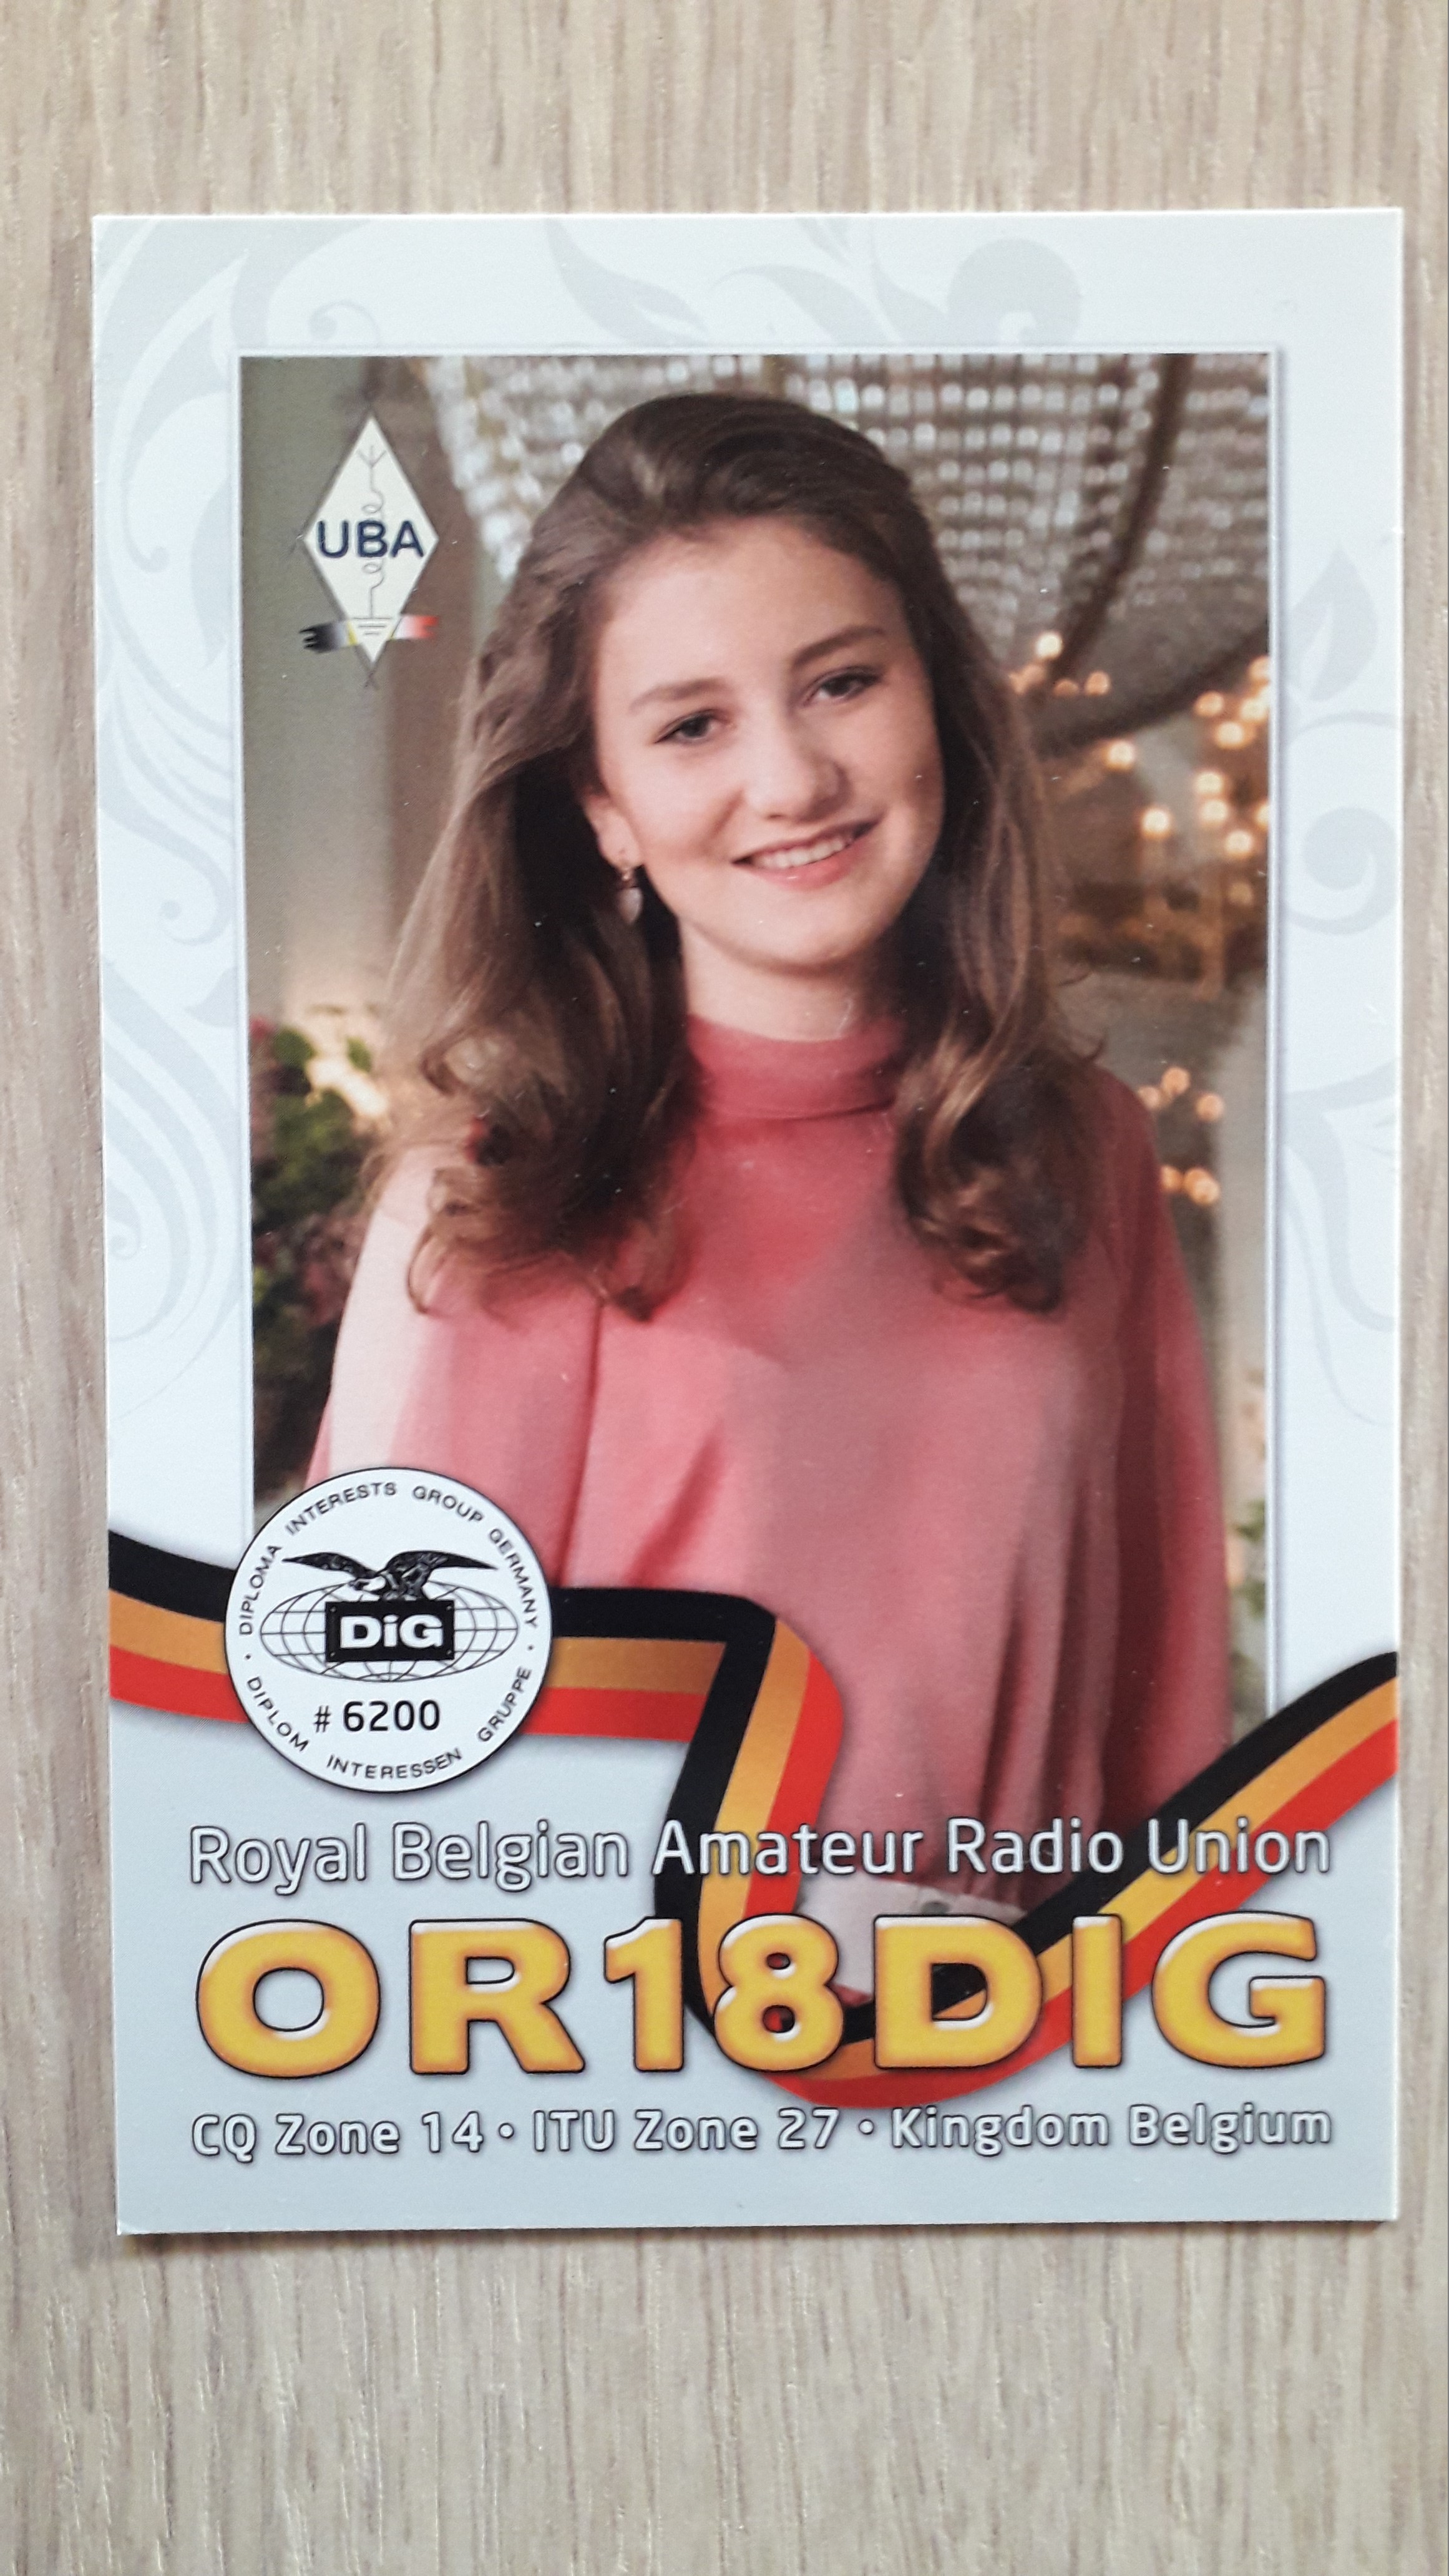 UBA
DIPLOMA INTERESTS GROUP GERMANY
DiG
# 6200
DIPLOM INTERESSEN GRUPPE
Royal Belgian Amateur Radio Union
OR18DIG
CQ Zone 14 • ITU Zone 27 • Kingdom Belgium